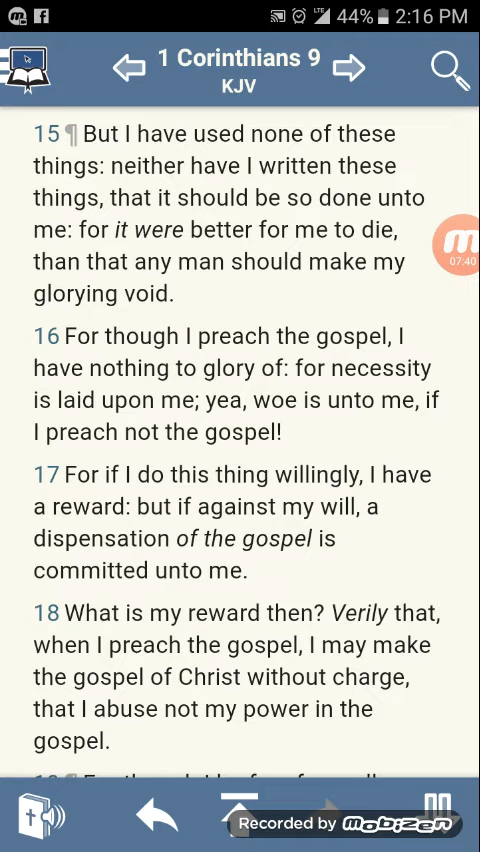 LTE 44% 2:16 PM
1 Corinthians 9
KJV
15 ¶ But I have used none of these
things: neither have I written these
things, that it should be so done unto
me: for it were better for me to die,
than that any man should make my
glorying void.
07:40
16 For though I preach the gospel, I
have nothing to glory of: for necessity
is laid upon me; yea, woe is unto me, if
I preach not the gospel!
17 For if I do this thing willingly, I have
a reward: but if against my will, a
dispensation of the gospel is
committed unto me.
18 What is my reward then? Verily that,
when I preach the gospel, I may make
the gospel of Christ without charge,
that I abuse not my power in the
gospel.
Recorded by mobizen